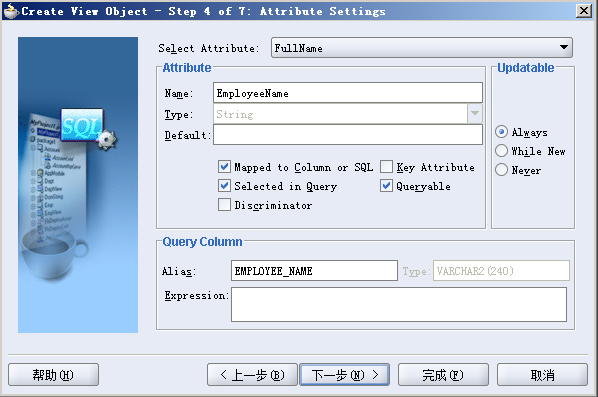 Create View Object - Step 4 of 7: Attribute Settings
Select Attribute: FullName
Attribute
Updatable
Name: EmployeeName
Type: String
Default:
Always
While New
Never
Mapped to Column or SQL
Key Attribute
Selected in Query
Queryable
Discriminator
Query Column
Alias: EMPLOYEE_NAME
Type: VARCHAR2(240)
Expression:
SQL
帮助(H)
< 上一步(B)
下一步(N) >
完成(F)
取消